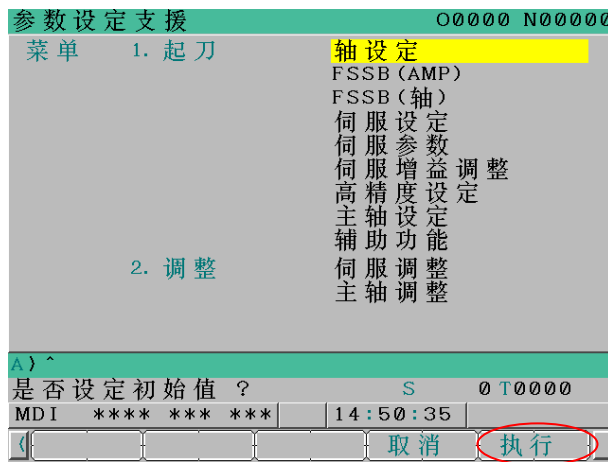 参数设定支援 O0000 N00000
菜单 1. 起刀 轴设定
FSSB(AMP)
FSSB(轴)
伺服设定
伺服参数
伺服增益调整
高精度设定
主轴设定
辅助功能
2. 调整 伺服调整
主轴调整
A) ^
是否设定初始值 ? S 0 T0000
MDI **** *** *** 14:50:35
( 取消 执行